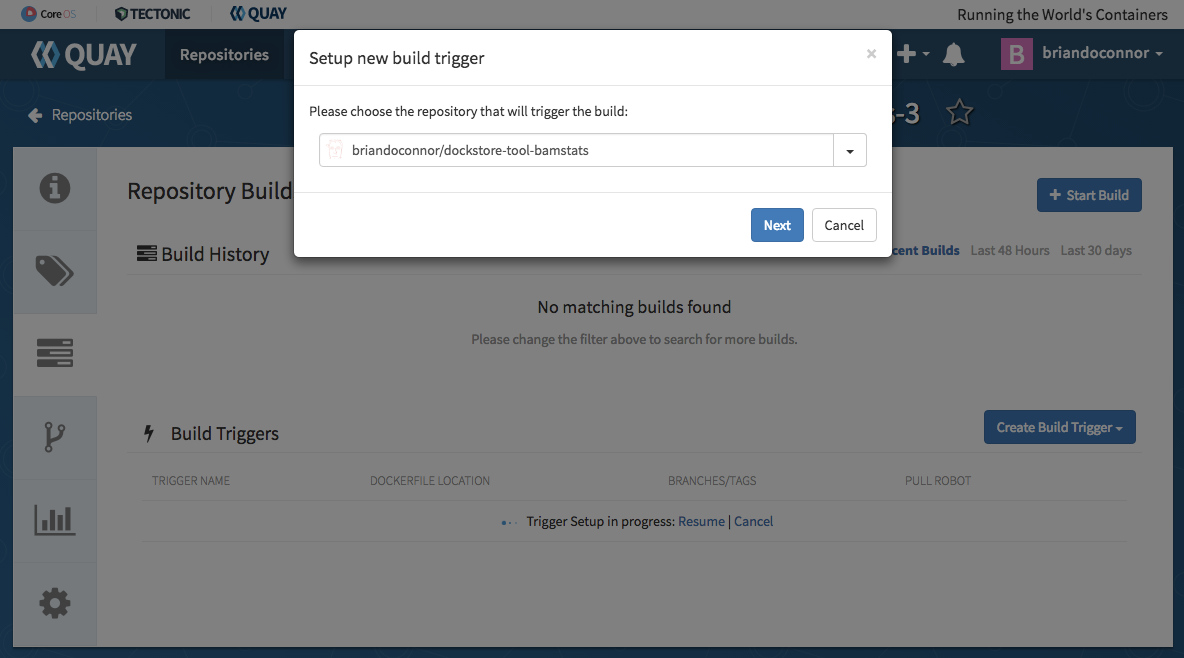 CoreOS TECTONIC QUAY Running the World's Containers
QUAY Repositories briandoconnor
Setup new build trigger ×
Repositories -3
Please choose the repository that will trigger the build:
briandoconnor/dockstore-tool-bamstats
Repository Build
Start Build
Next Cancel
Build History cent Builds Last 48 Hours Last 30 days
No matching builds found
Please change the filter above to search for more builds.
Build Triggers Create Build Trigger
TRIGGER NAME DOCKERFILE LOCATION BRANCHES/TAGS PULL ROBOT
Trigger Setup in progress: Resume | Cancel
B